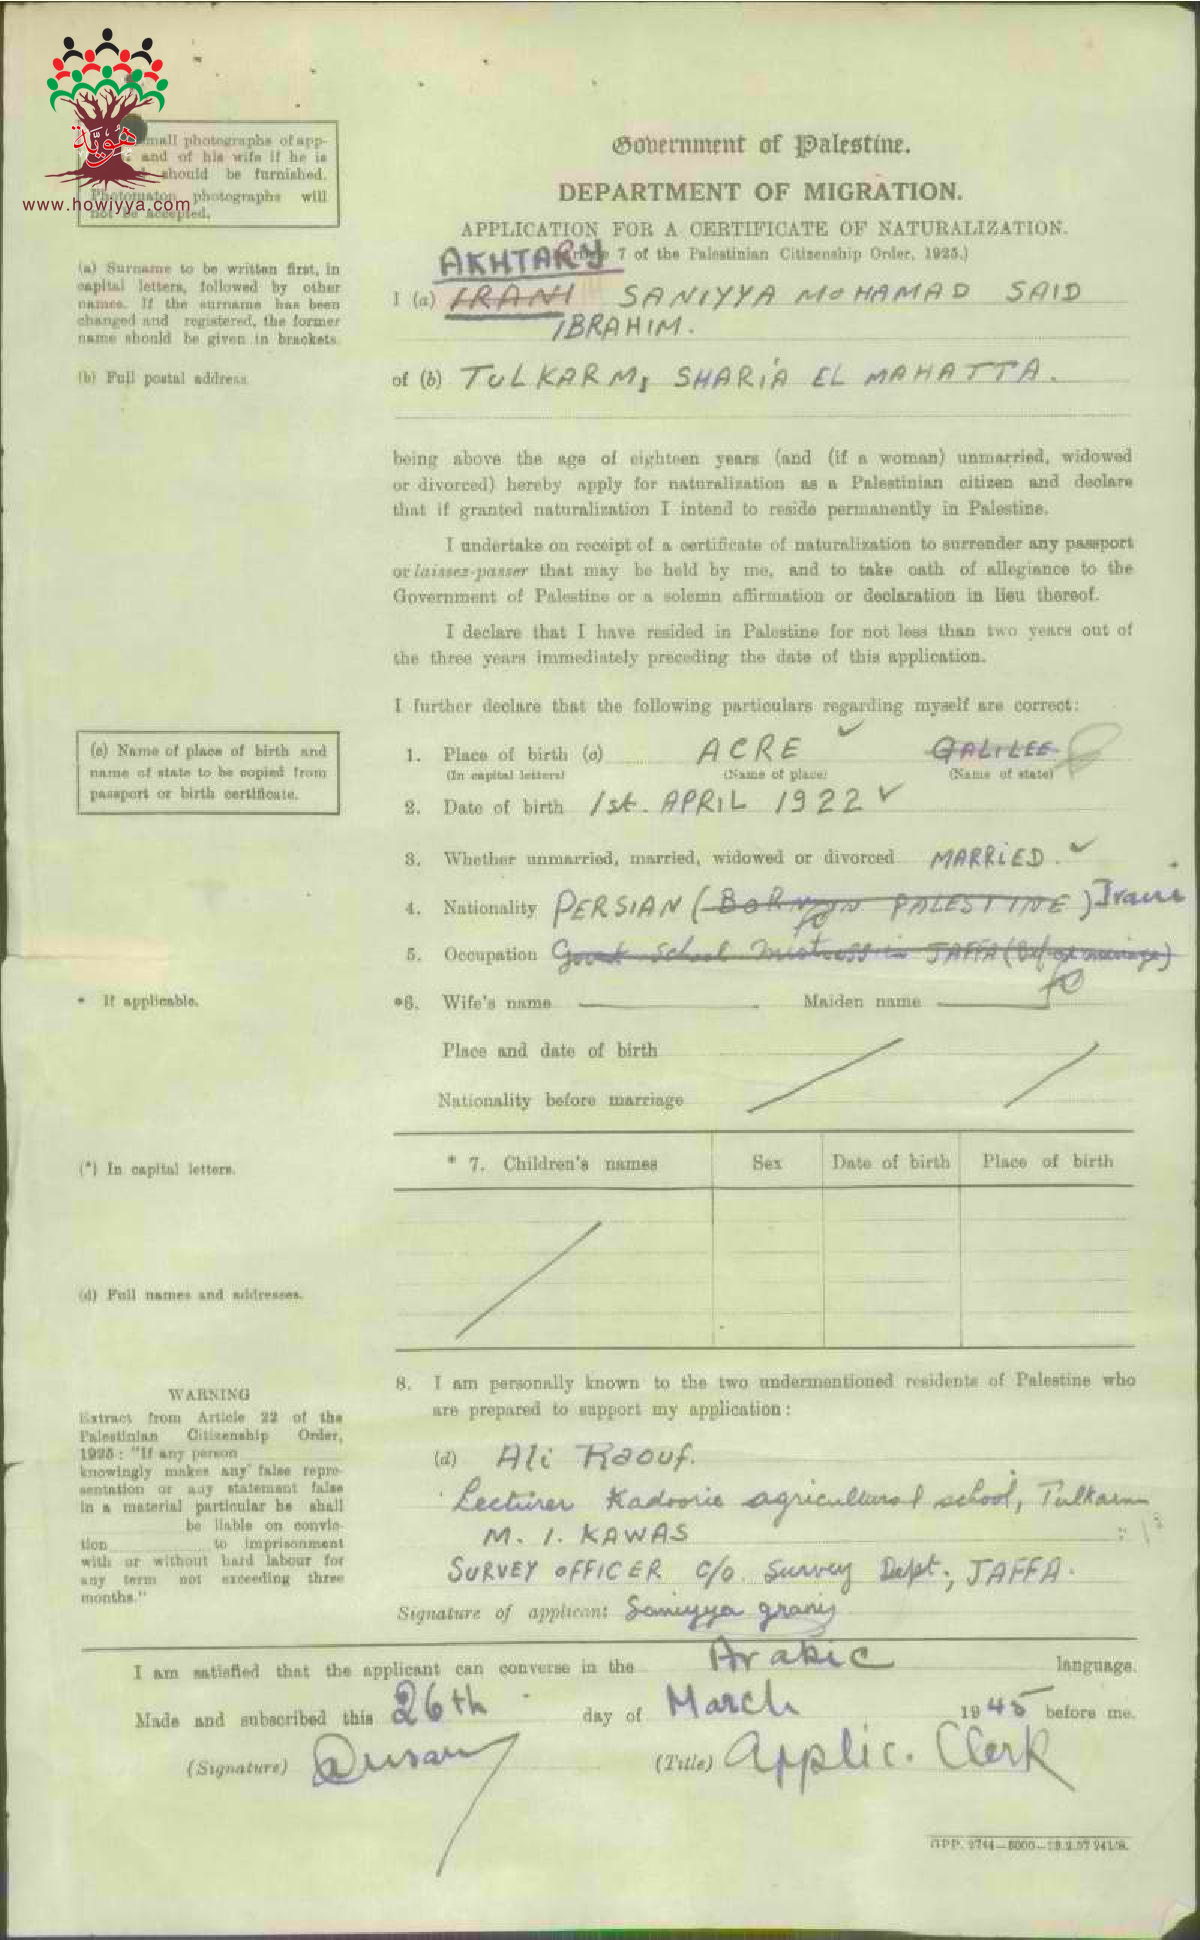 هُويّة
www.howiyya.com
small photographs of app-
and of his wife if he is
should be furnished.
Photomaton photographs will
not be accepted.
Government of Palestine.
DEPARTMENT OF MIGRATION.
APPLICATION FOR A CERTIFICATE OF NATURALIZATION.
7 of the Palestinian Citizenship Order, 1925.)
AKHTARY
(a) Surname to be written first, in
capital letters, followed by other
names. If the surname has been
changed and registered, the former
name should be given in brackets.
I (a) IRANI SANIYYA MOHAMAD SAID
IBRAHIM.
(b) Full postal address.
of (b) TULKARM, SHARIA EL MAHATTA.
being above the age of eighteen years (and (if a woman) unmarried, widowed
or divorced) hereby apply for naturalization as a Palestinian citizen and declare
that if granted naturalization I intend to reside permanently in Palestine.
I undertake on receipt of a certificate of naturalization to surrender any passport
or laissez-passer that may be held by me, and to take oath of allegiance to the
Government of Palestine or a solemn affirmation or declaration in lieu thereof.
I declare that I have resided in Palestine for not less than two years out of
the three years immediately preceding the date of this application.
I further declare that the following particulars regarding myself are correct:
(c) Name of place of birth and
name of state to be copied from
passport or birth certificate.
1. Place of birth (c) ACRE GALILEE
(In capital letters) (Name of place) (Name of state)
2. Date of birth 1st. APRIL 1922
3. Whether unmarried, married, widowed or divorced MARRIED.
4. Nationality PERSIAN (BORN IN PALESTINE)
5. Occupation School Mistress in JAFFA
* If applicable.
*6. Wife's name Maiden name
Place and date of birth
Nationality before marriage
(*) In capital letters.
* 7. Children's names Sex Date of birth Place of birth
(d) Full names and addresses.
8. I am personally known to the two undermentioned residents of Palestine who
are prepared to support my application:
WARNING
Extract from Article 22 of the
Palestinian Citizenship Order,
1925: "If any person
knowingly makes any false repre-
sentation or any statement false
in a material particular he shall
be liable on convic-
tion to imprisonment
with or without hard labour for
any term not exceeding three
months."
(d) Ali Raouf.
Lecturer Kadoorie agricultural school, Tulkarm
M. I. KAWAS
SURVEY OFFICER C/o. Survey Dept., JAFFA.
Signature of applicant Saniyya
I am satisfied that the applicant can converse in the Arabic language.
Made and subscribed this 26th day of March 1945 before me.
(Signature) (Title) Applic. Clerk